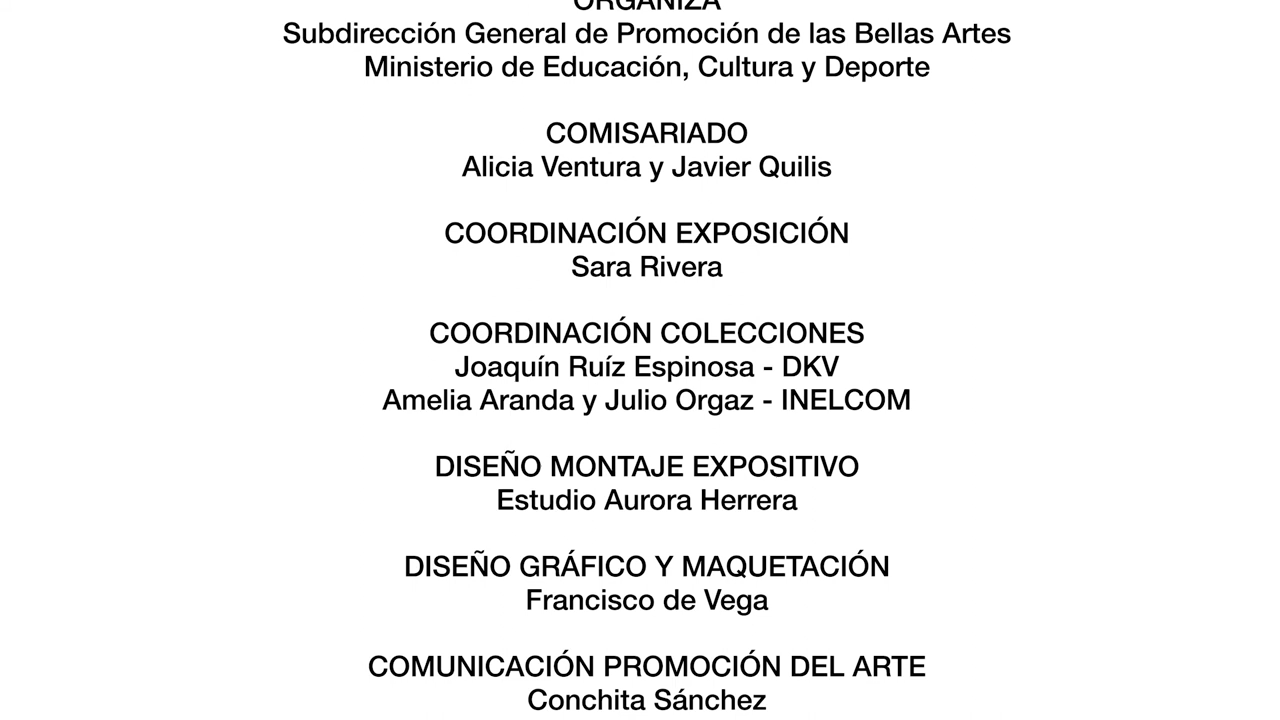 ORGANIZA
Subdirección General de Promoción de las Bellas Artes
Ministerio de Educación, Cultura y Deporte
COMISARIADO
Alicia Ventura y Javier Quilis
COORDINACIÓN EXPOSICIÓN
Sara Rivera
COORDINACIÓN COLECCIONES
Joaquín Ruíz Espinosa - DKV
Amelia Aranda y Julio Orgaz - INELCOM
DISEÑO MONTAJE EXPOSITIVO
Estudio Aurora Herrera
DISEÑO GRÁFICO Y MAQUETACIÓN
Francisco de Vega
COMUNICACIÓN PROMOCIÓN DEL ARTE
Conchita Sánchez